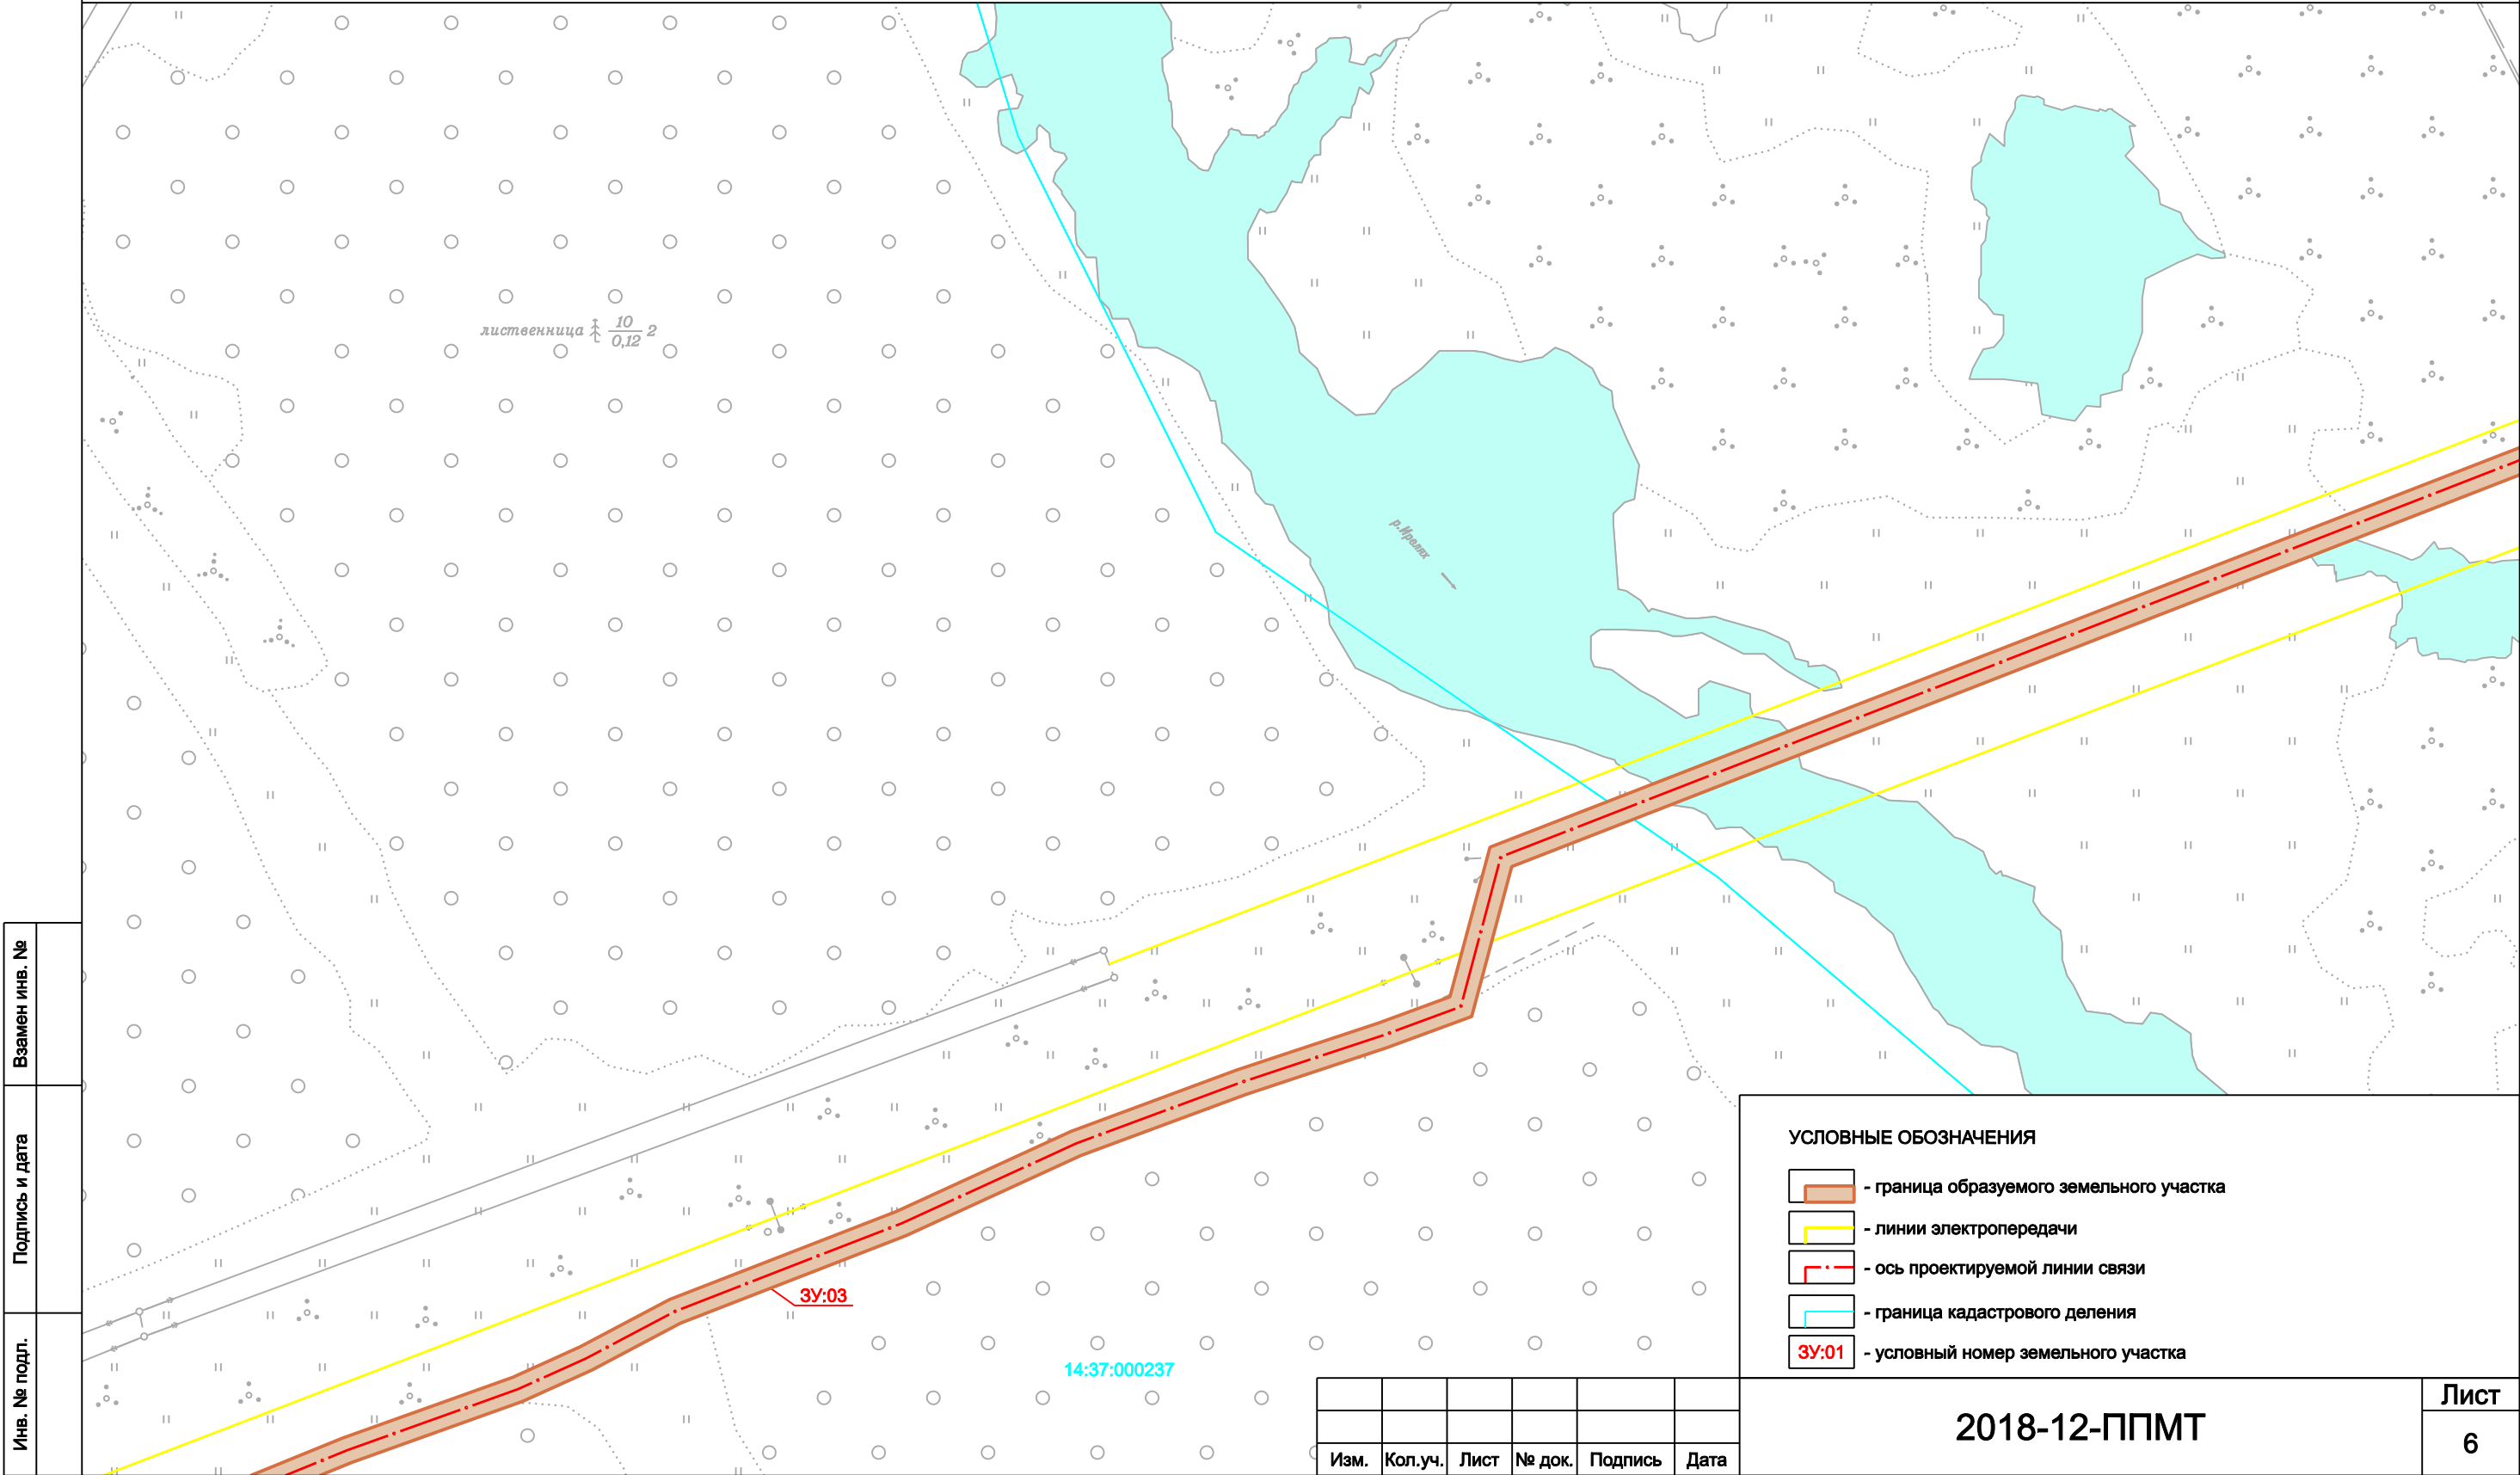 лиственница 10 2
0,12
р.Ирелях
ЗУ:03
14:37:000237
Взамен инв. №
Подпись и дата
Инв. № подл.
УСЛОВНЫЕ ОБОЗНАЧЕНИЯ
- граница образуемого земельного участка
- линии электропередачи
- ось проектируемой линии связи
- граница кадастрового деления
ЗУ:01 - условный номер земельного участка
Изм. Кол.уч. Лист № док. Подпись Дата
2018-12-ППМТ
Лист
6